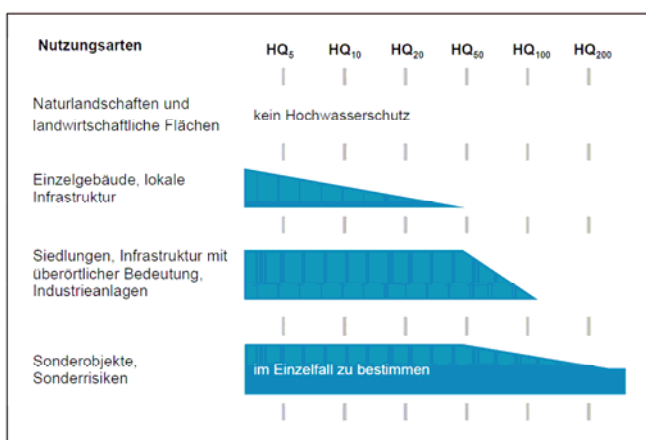 Nutzungsarten HQ5 HQ10 HQ20 HQ50 HQ100 HQ200
Naturlandschaften und
landwirtschaftliche Flächen
kein Hochwasserschutz
Einzelgebäude, lokale
Infrastruktur
Siedlungen, Infrastruktur mit
überörtlicher Bedeutung,
Industrieanlagen
Sonderobjekte,
Sonderrisiken
im Einzelfall zu bestimmen